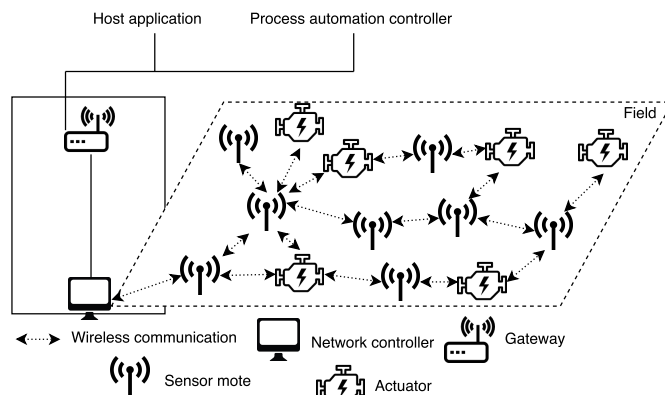 Host application
Process automation controller
Field
Wireless communication
Network controller
Gateway
Sensor mote
Actuator